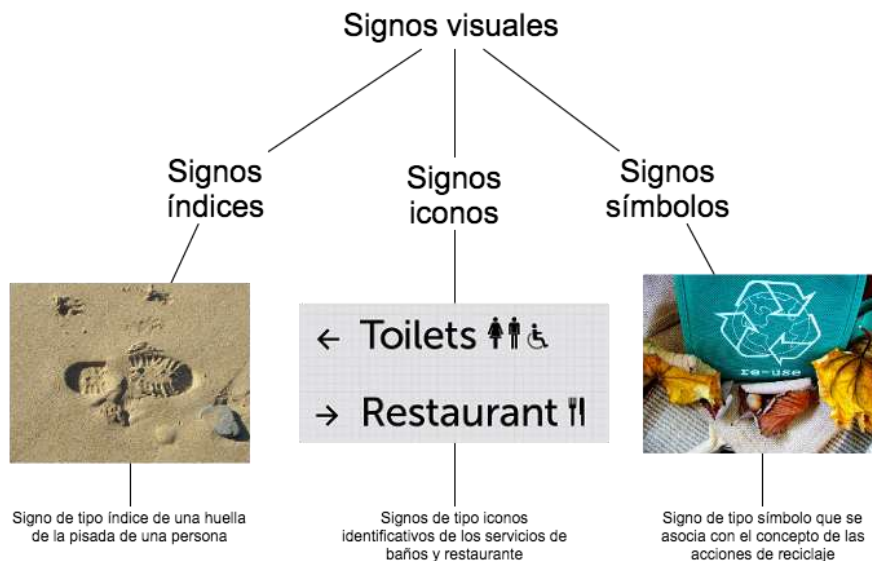 Signos visuales
Signos
índices
Signos
iconos
Signos
símbolos
← Toilets
→ Restaurant
re-use
Signo de tipo índice de una huella
de la pisada de una persona
Signos de tipo iconos
identificativos de los servicios de
baños y restaurante
Signo de tipo símbolo que se
asocia con el concepto de las
acciones de reciclaje